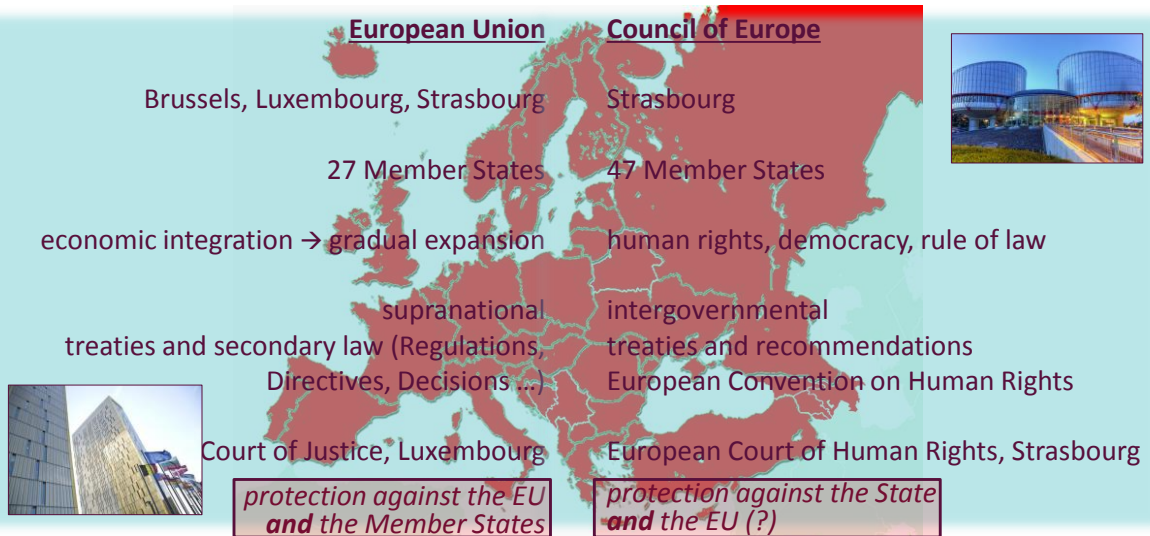 European Union
Council of Europe
Brussels, Luxembourg, Strasbourg
Strasbourg
27 Member States
47 Member States
economic integration → gradual expansion
human rights, democracy, rule of law
supranational
intergovernmental
treaties and secondary law (Regulations,
treaties and recommendations
Directives, Decisions ...)
European Convention on Human Rights
Court of Justice, Luxembourg
European Court of Human Rights, Strasbourg
protection against the EU
and the Member States
protection against the State
and the EU (?)